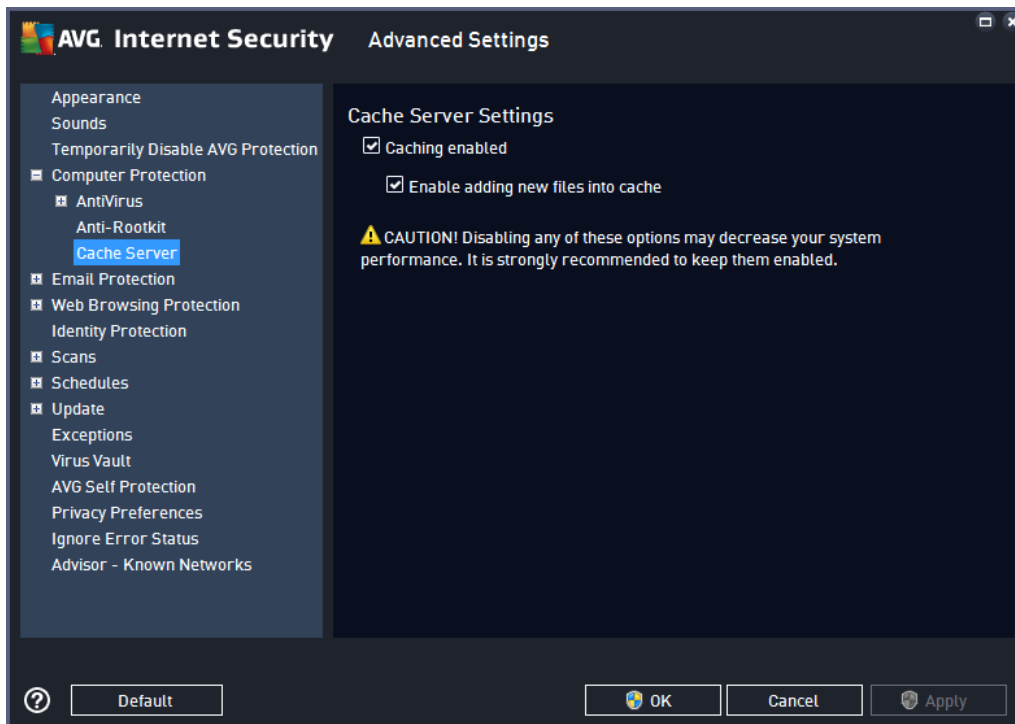 AVG. Internet Security Advanced Settings
Appearance
Sounds
Temporarily Disable AVG Protection
Computer Protection
AntiVirus
Anti-Rootkit
Cache Server
Email Protection
Web Browsing Protection
Identity Protection
Scans
Schedules
Update
Exceptions
Virus Vault
AVG Self Protection
Privacy Preferences
Ignore Error Status
Advisor - Known Networks
Cache Server Settings
Caching enabled
Enable adding new files into cache
CAUTION! Disabling any of these options may decrease your system
performance. It is strongly recommended to keep them enabled.
? Default OK Cancel Apply